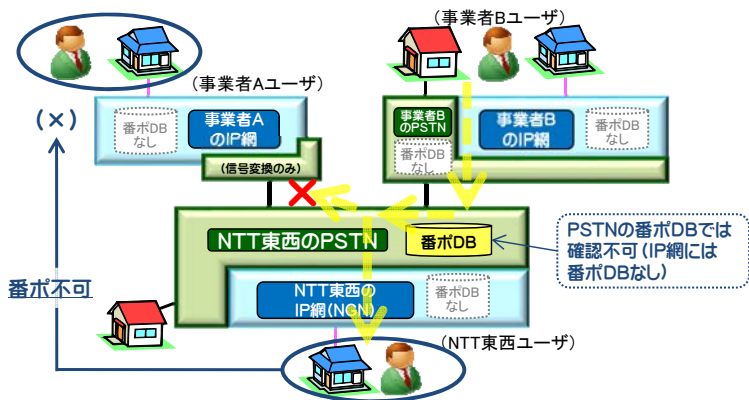 (事業者Bユーザ)
(事業者Aユーザ)
(×)
番ポDB
なし
事業者A
のIP網
(信号変換のみ)
事業者B
のPSTN
番ポDB
なし
事業者B
のIP網
番ポDB
なし
NTT東西のPSTN
番ポDB
PSTNの番ポDBでは
確認不可(IP網には
番ポDBなし)
番ポ不可
NTT東西の
IP網(NGN)
番ポDB
なし
(NTT東西ユーザ)